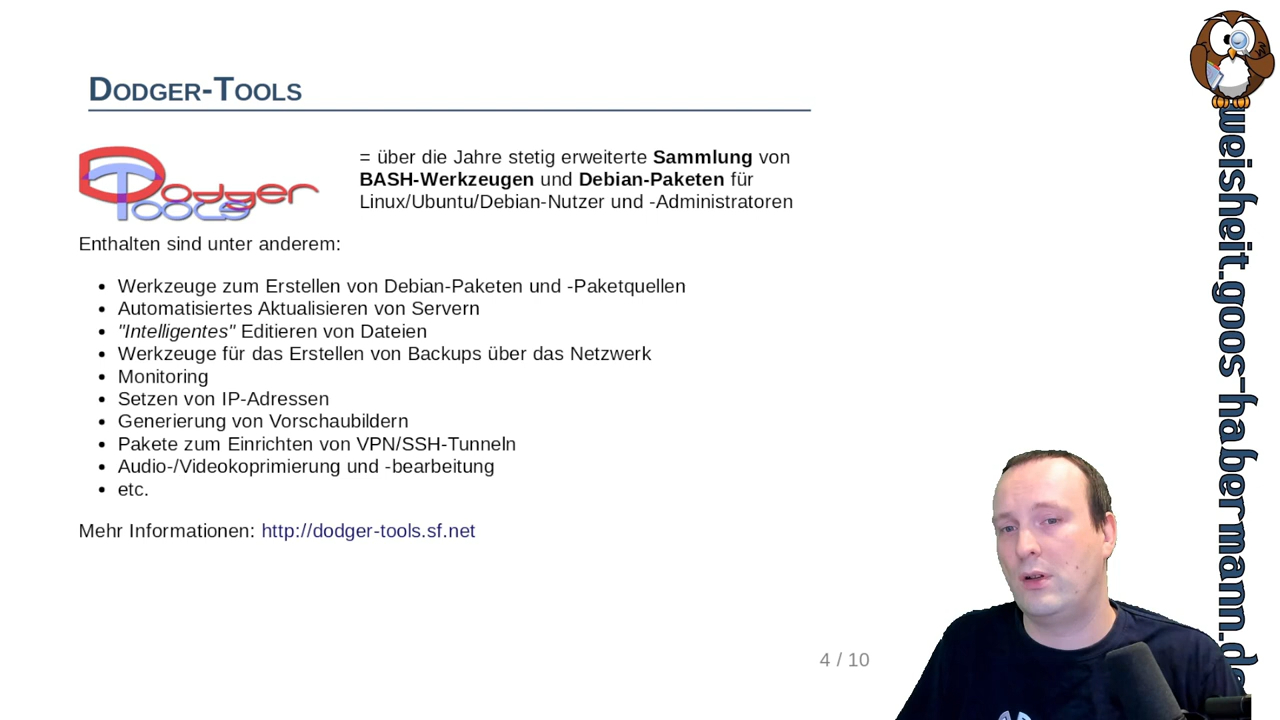 Dodger-Tools
Dodger
Tools
= über die Jahre stetig erweiterte Sammlung von
BASH-Werkzeugen und Debian-Paketen für
Linux/Ubuntu/Debian-Nutzer und -Administratoren
Enthalten sind unter anderem:
• Werkzeuge zum Erstellen von Debian-Paketen und -Paketquellen
• Automatisiertes Aktualisieren von Servern
• "Intelligentes" Editieren von Dateien
• Werkzeuge für das Erstellen von Backups über das Netzwerk
• Monitoring
• Setzen von IP-Adressen
• Generierung von Vorschaubildern
• Pakete zum Einrichten von VPN/SSH-Tunneln
• Audio-/Videokoprimierung und -bearbeitung
• etc.
Mehr Informationen: http://dodger-tools.sf.net
4 / 10
weisheit.goos-habermann.de